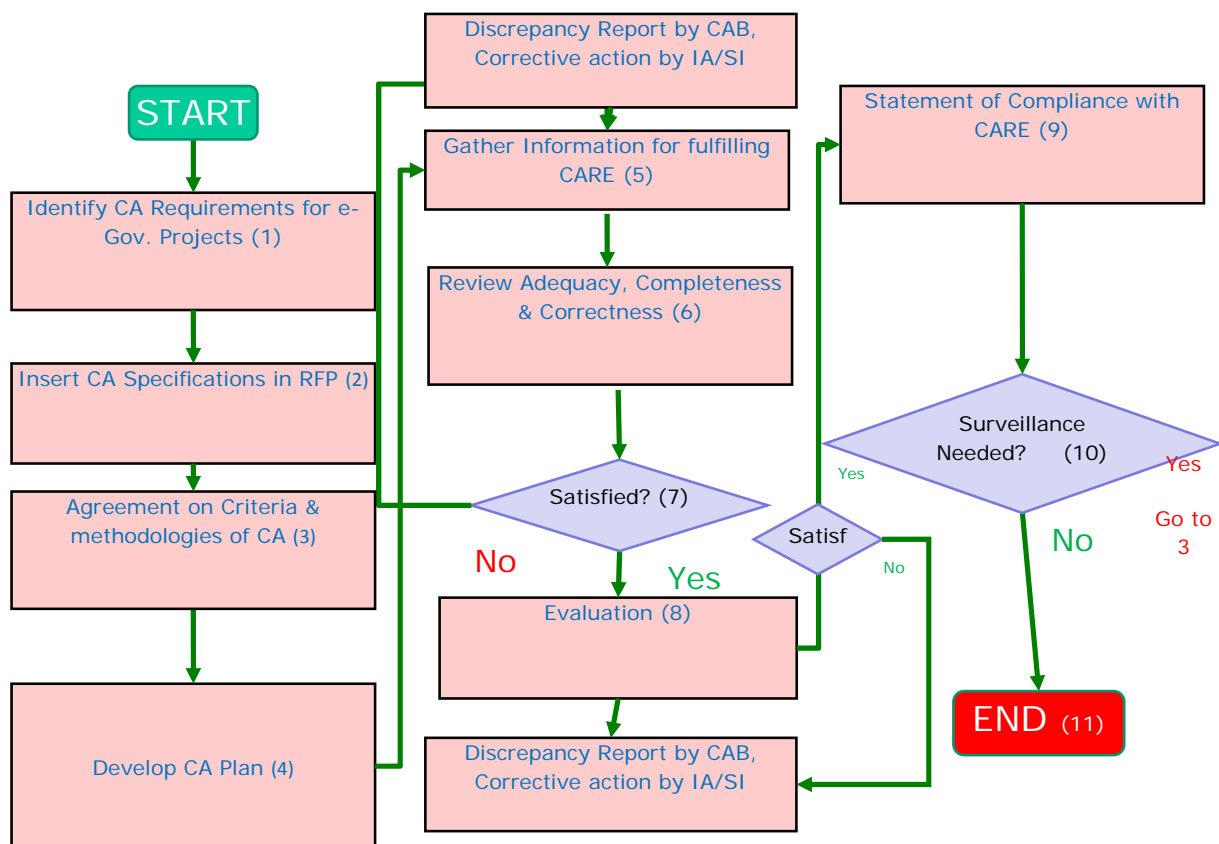 START
Identify CA Requirements for e-
Gov. Projects (1)
Insert CA Specifications in RFP (2)
Agreement on Criteria &
methodologies of CA (3)
Develop CA Plan (4)
Discrepancy Report by CAB,
Corrective action by IA/SI
Gather Information for fulfilling
CARE (5)
Review Adequacy, Completeness
& Correctness (6)
Satisfied? (7)
No
Yes
Evaluation (8)
Discrepancy Report by CAB,
Corrective action by IA/SI
Satisf
Yes
No
Statement of Compliance with
CARE (9)
Surveillance
Needed? (10)
Yes
Go to
3
No
END (11)